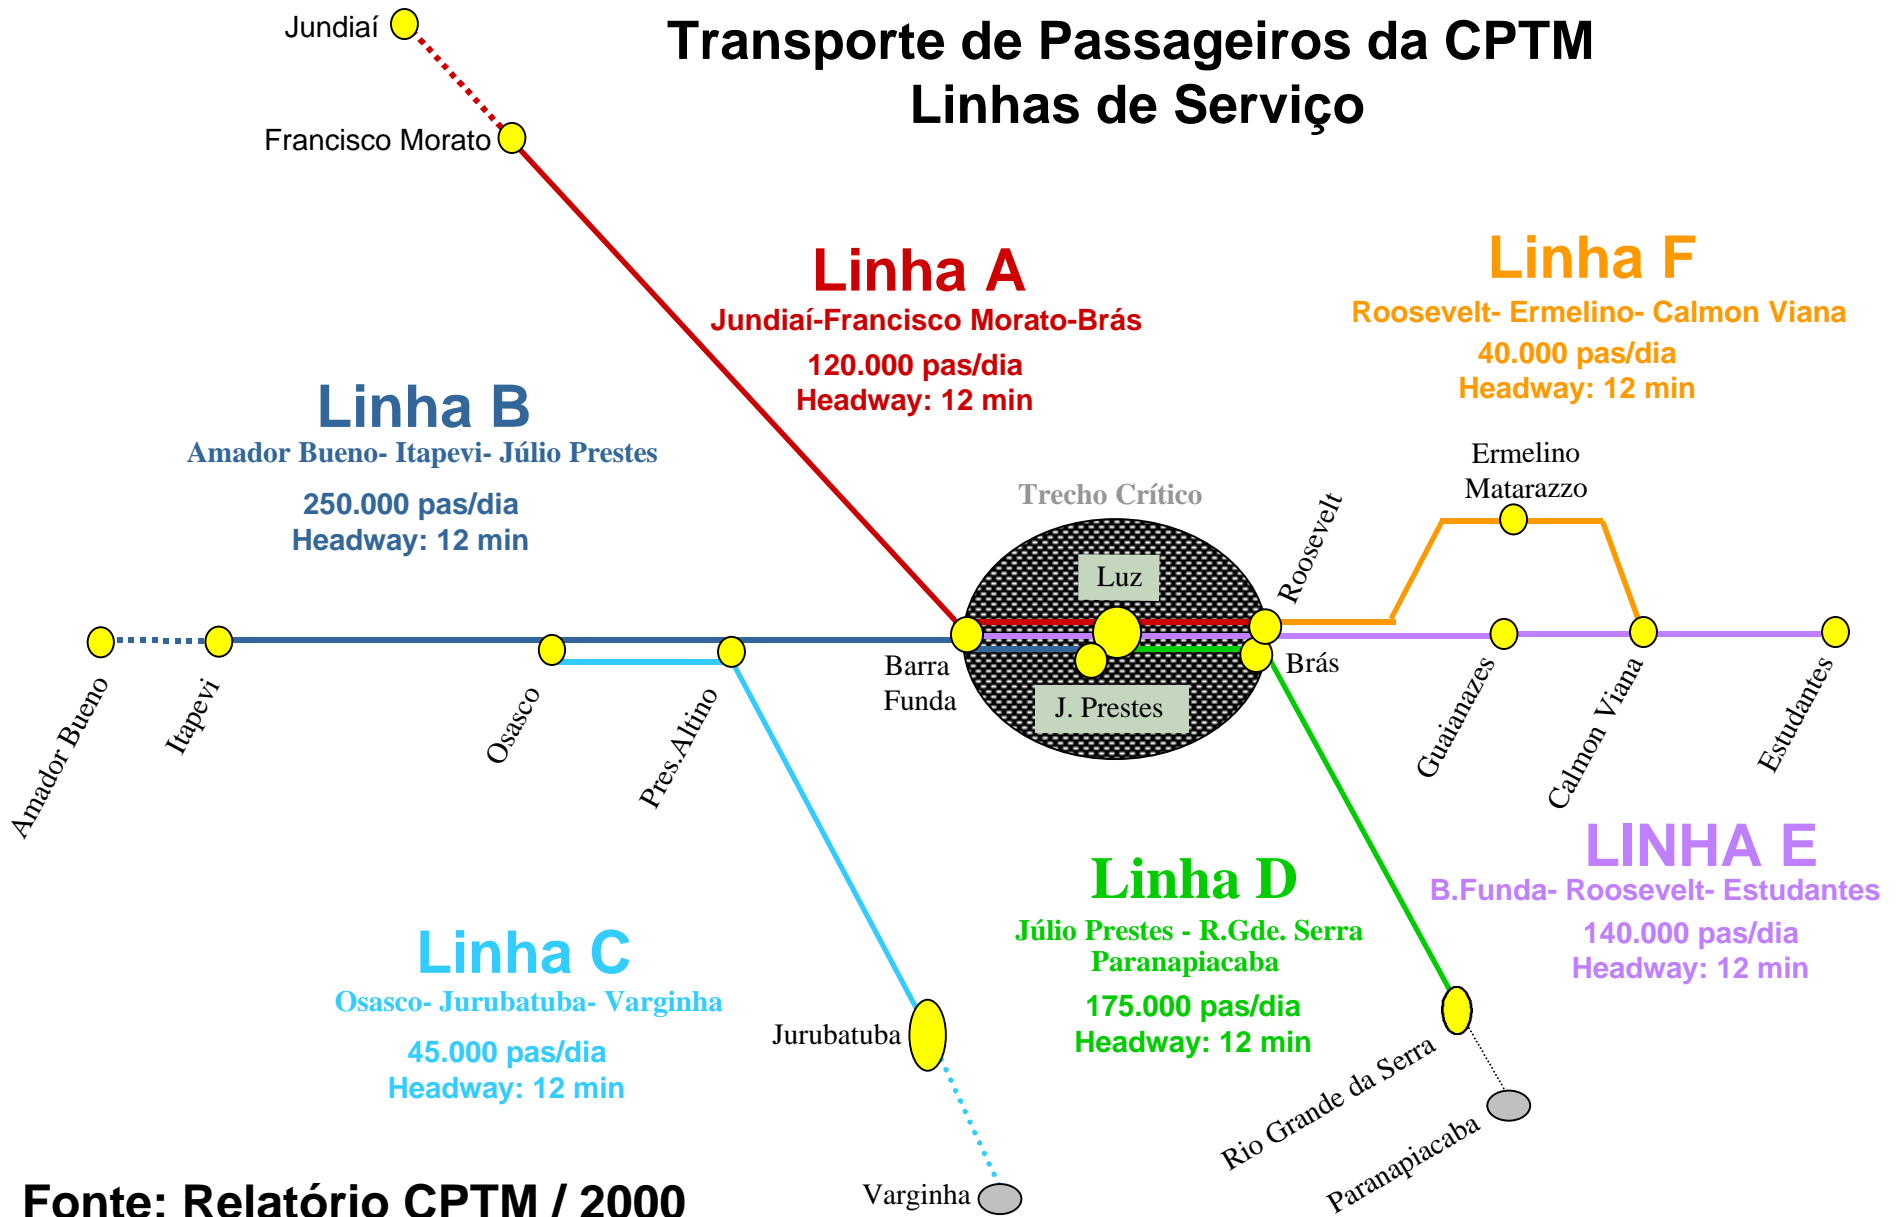 Transporte de Passageiros da CPTM
Linhas de Serviço
Jundiaí
Francisco Morato
Linha A
Jundiaí-Francisco Morato-Brás
120.000 pas/dia
Headway: 12 min
Linha F
Roosevelt- Ermelino- Calmon Viana
40.000 pas/dia
Headway: 12 min
Linha B
Amador Bueno- Itapevi- Júlio Prestes
250.000 pas/dia
Headway: 12 min
Ermelino
Matarazzo
Trecho Crítico
Roosevelt
Luz
J. Prestes
Barra
Funda
Brás
Amador Bueno
Itapevi
Osasco
Pres.Altino
Guaianazes
Calmon Viana
Estudantes
LINHA E
B.Funda- Roosevelt- Estudantes
140.000 pas/dia
Headway: 12 min
Linha D
Júlio Prestes - R.Gde. Serra
Paranapiacaba
175.000 pas/dia
Headway: 12 min
Linha C
Osasco- Jurubatuba- Varginha
45.000 pas/dia
Headway: 12 min
Jurubatuba
Rio Grande da Serra
Paranapiacaba
Varginha
Fonte: Relatório CPTM / 2000